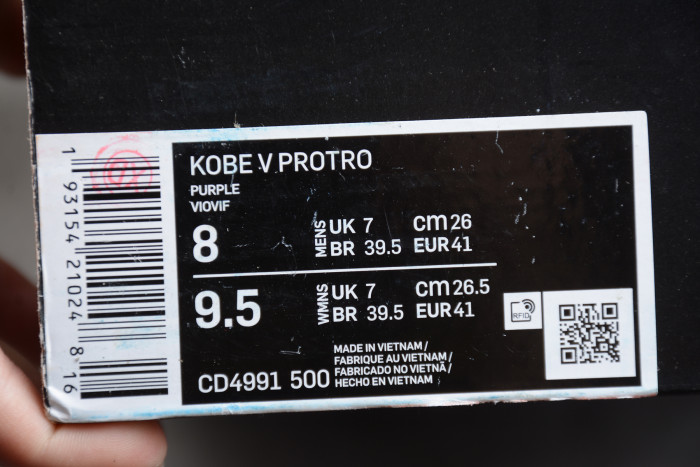 1 93154 21024 8 16
KOBE V PROTRO
PURPLE
VIOVIF
8
MENS
UK 7 cm 26
BR 39.5 EUR 41
9.5
WMNS
UK 7 cm 26.5
BR 39.5 EUR 41
RFID
CD4991 500
MADE IN VIETNAM /
FABRIQUE AU VIETNAM /
FABRICADO NO VIETNÃ /
HECHO EN VIETNAM